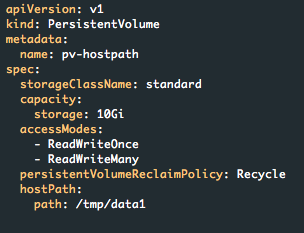 apiVersion: v1
kind: PersistentVolume
metadata:
  name: pv-hostpath
spec:
  storageClassName: standard
  capacity:
    storage: 10Gi
  accessModes:
    - ReadWriteOnce
    - ReadWriteMany
  persistentVolumeReclaimPolicy: Recycle
  hostPath:
    path: /tmp/data1